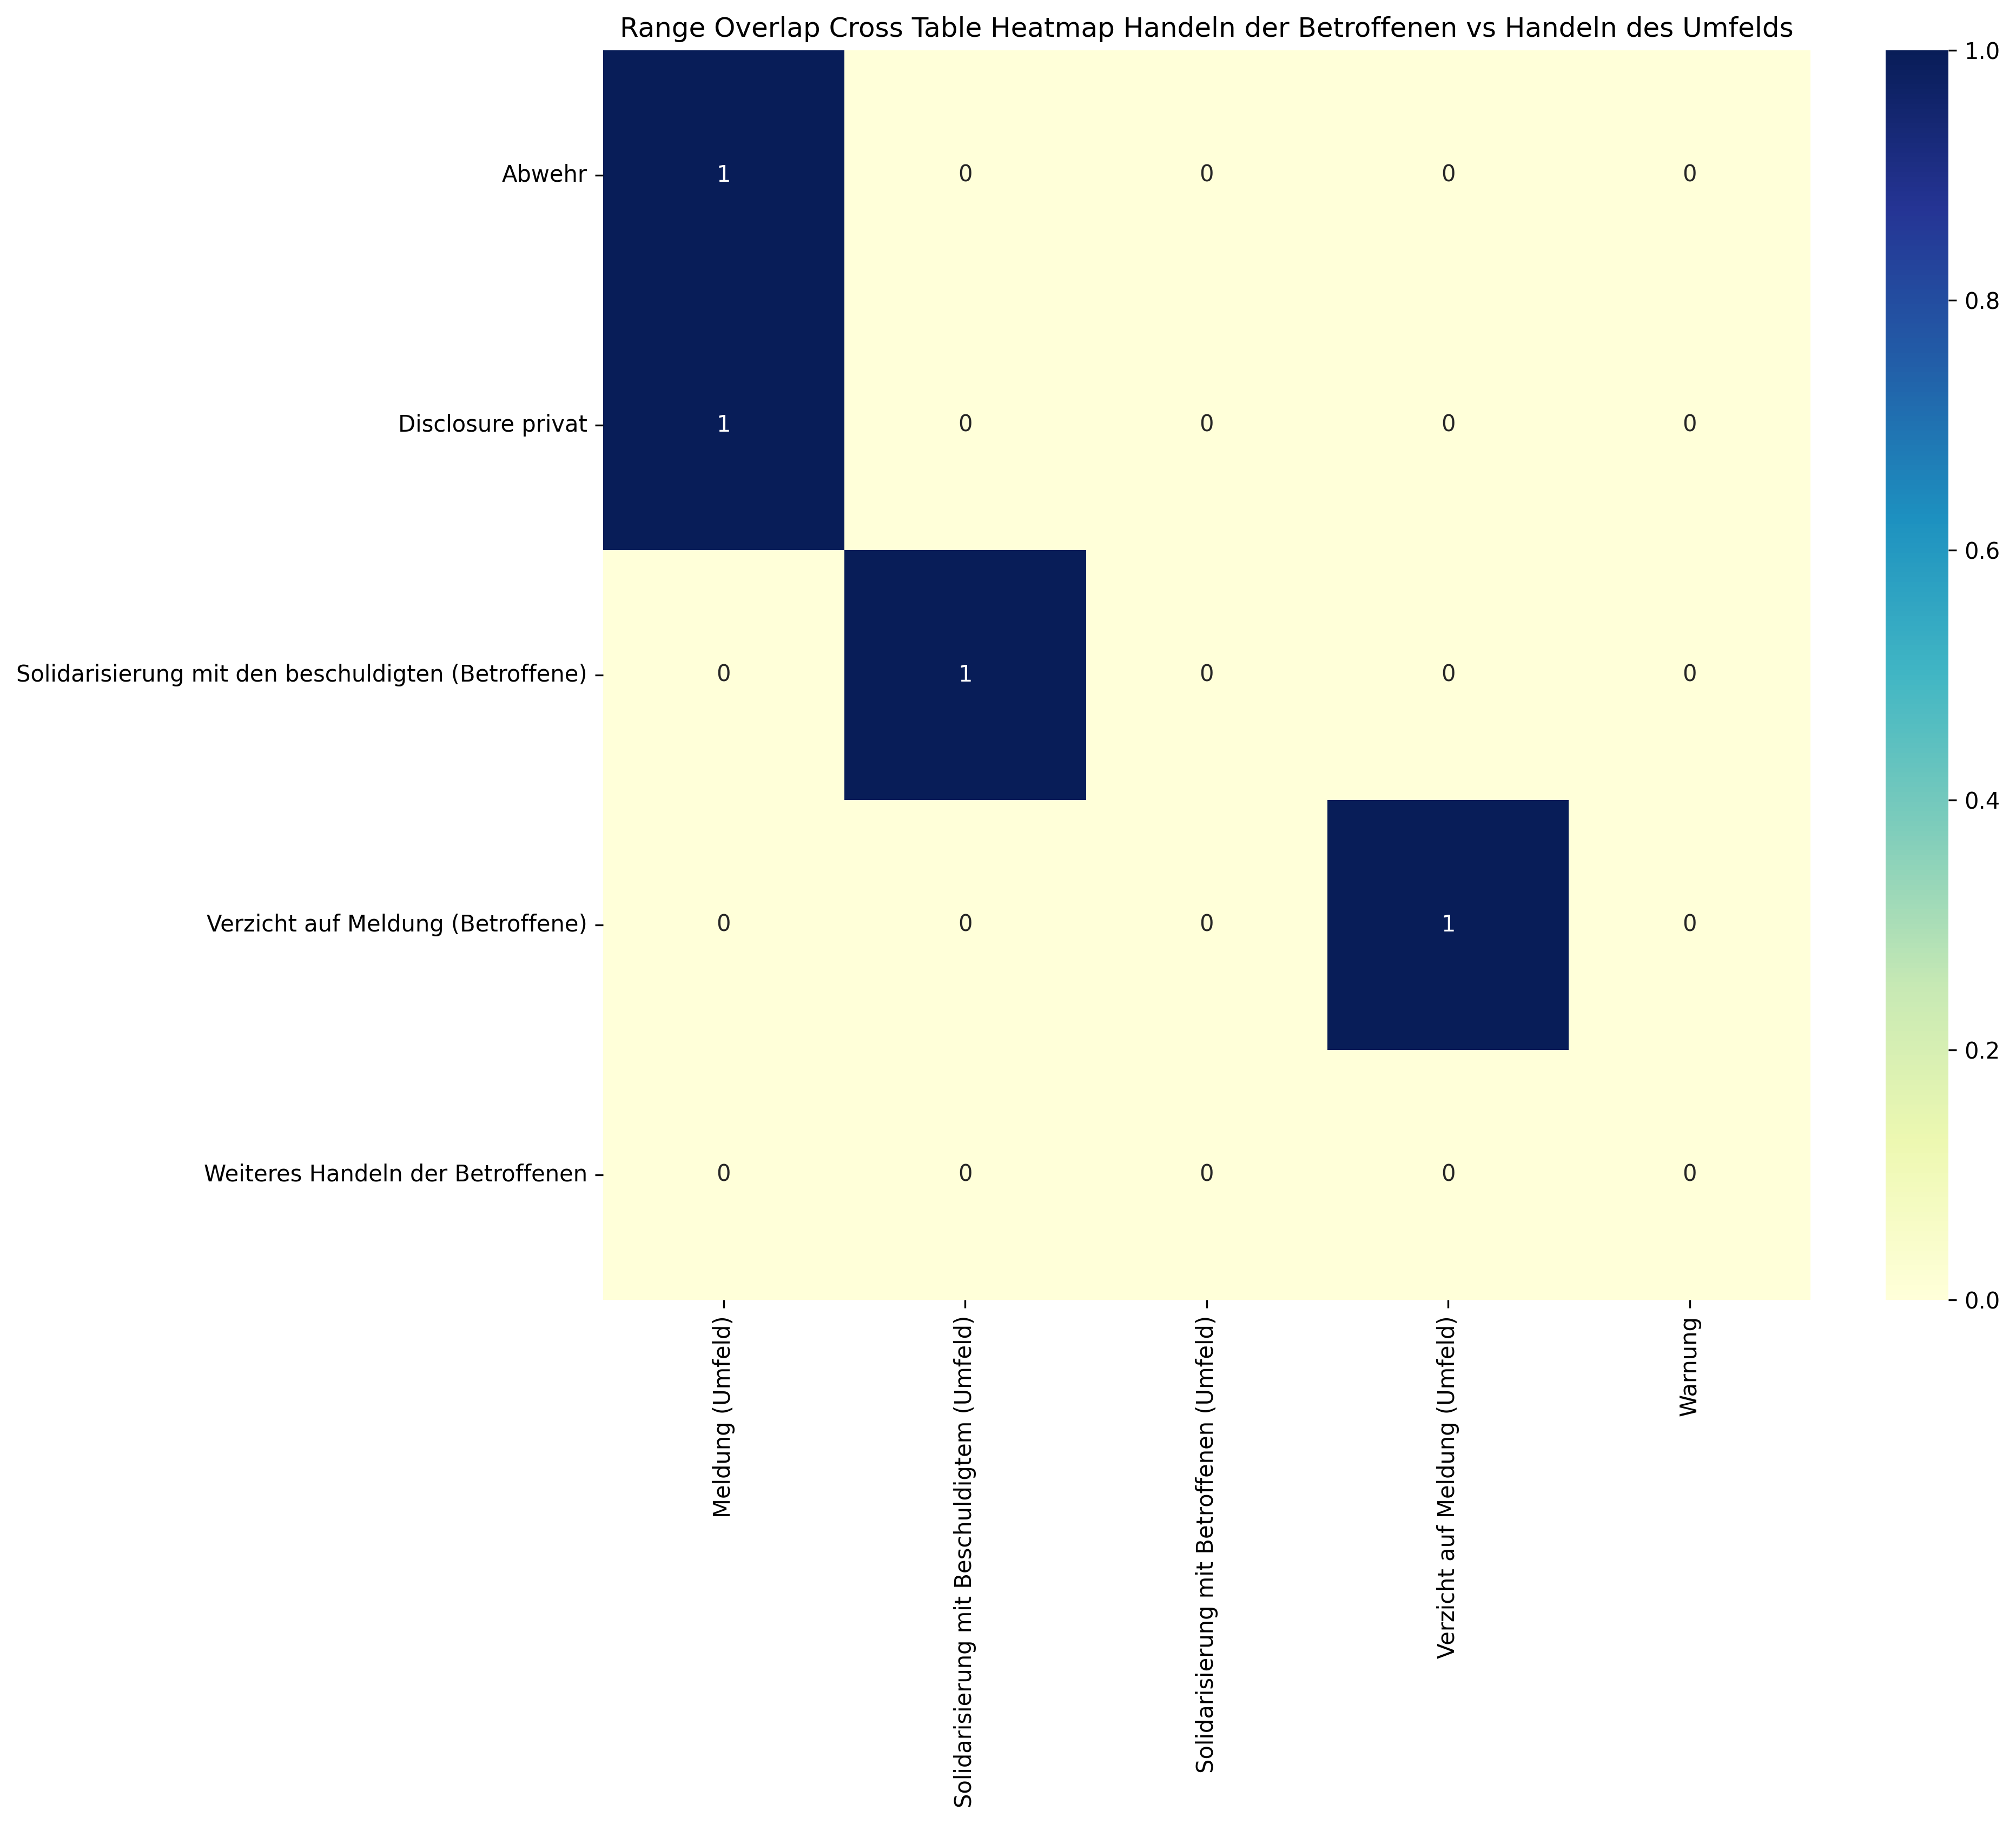 Range Overlap Cross Table Heatmap Handeln der Betroffenen vs Handeln des Umfelds
Abwehr 1 0 0 0 0
Disclosure privat 1 0 0 0 0
Solidarisierung mit den beschuldigten (Betroffene) 0 1 0 0 0
Verzicht auf Meldung (Betroffene) 0 0 0 1 0
Weiteres Handeln der Betroffenen 0 0 0 0 0
Meldung (Umfeld)
Solidarisierung mit Beschuldigtem (Umfeld)
Solidarisierung mit Betroffenen (Umfeld)
Verzicht auf Meldung (Umfeld)
Warnung
1.0
0.8
0.6
0.4
0.2
0.0